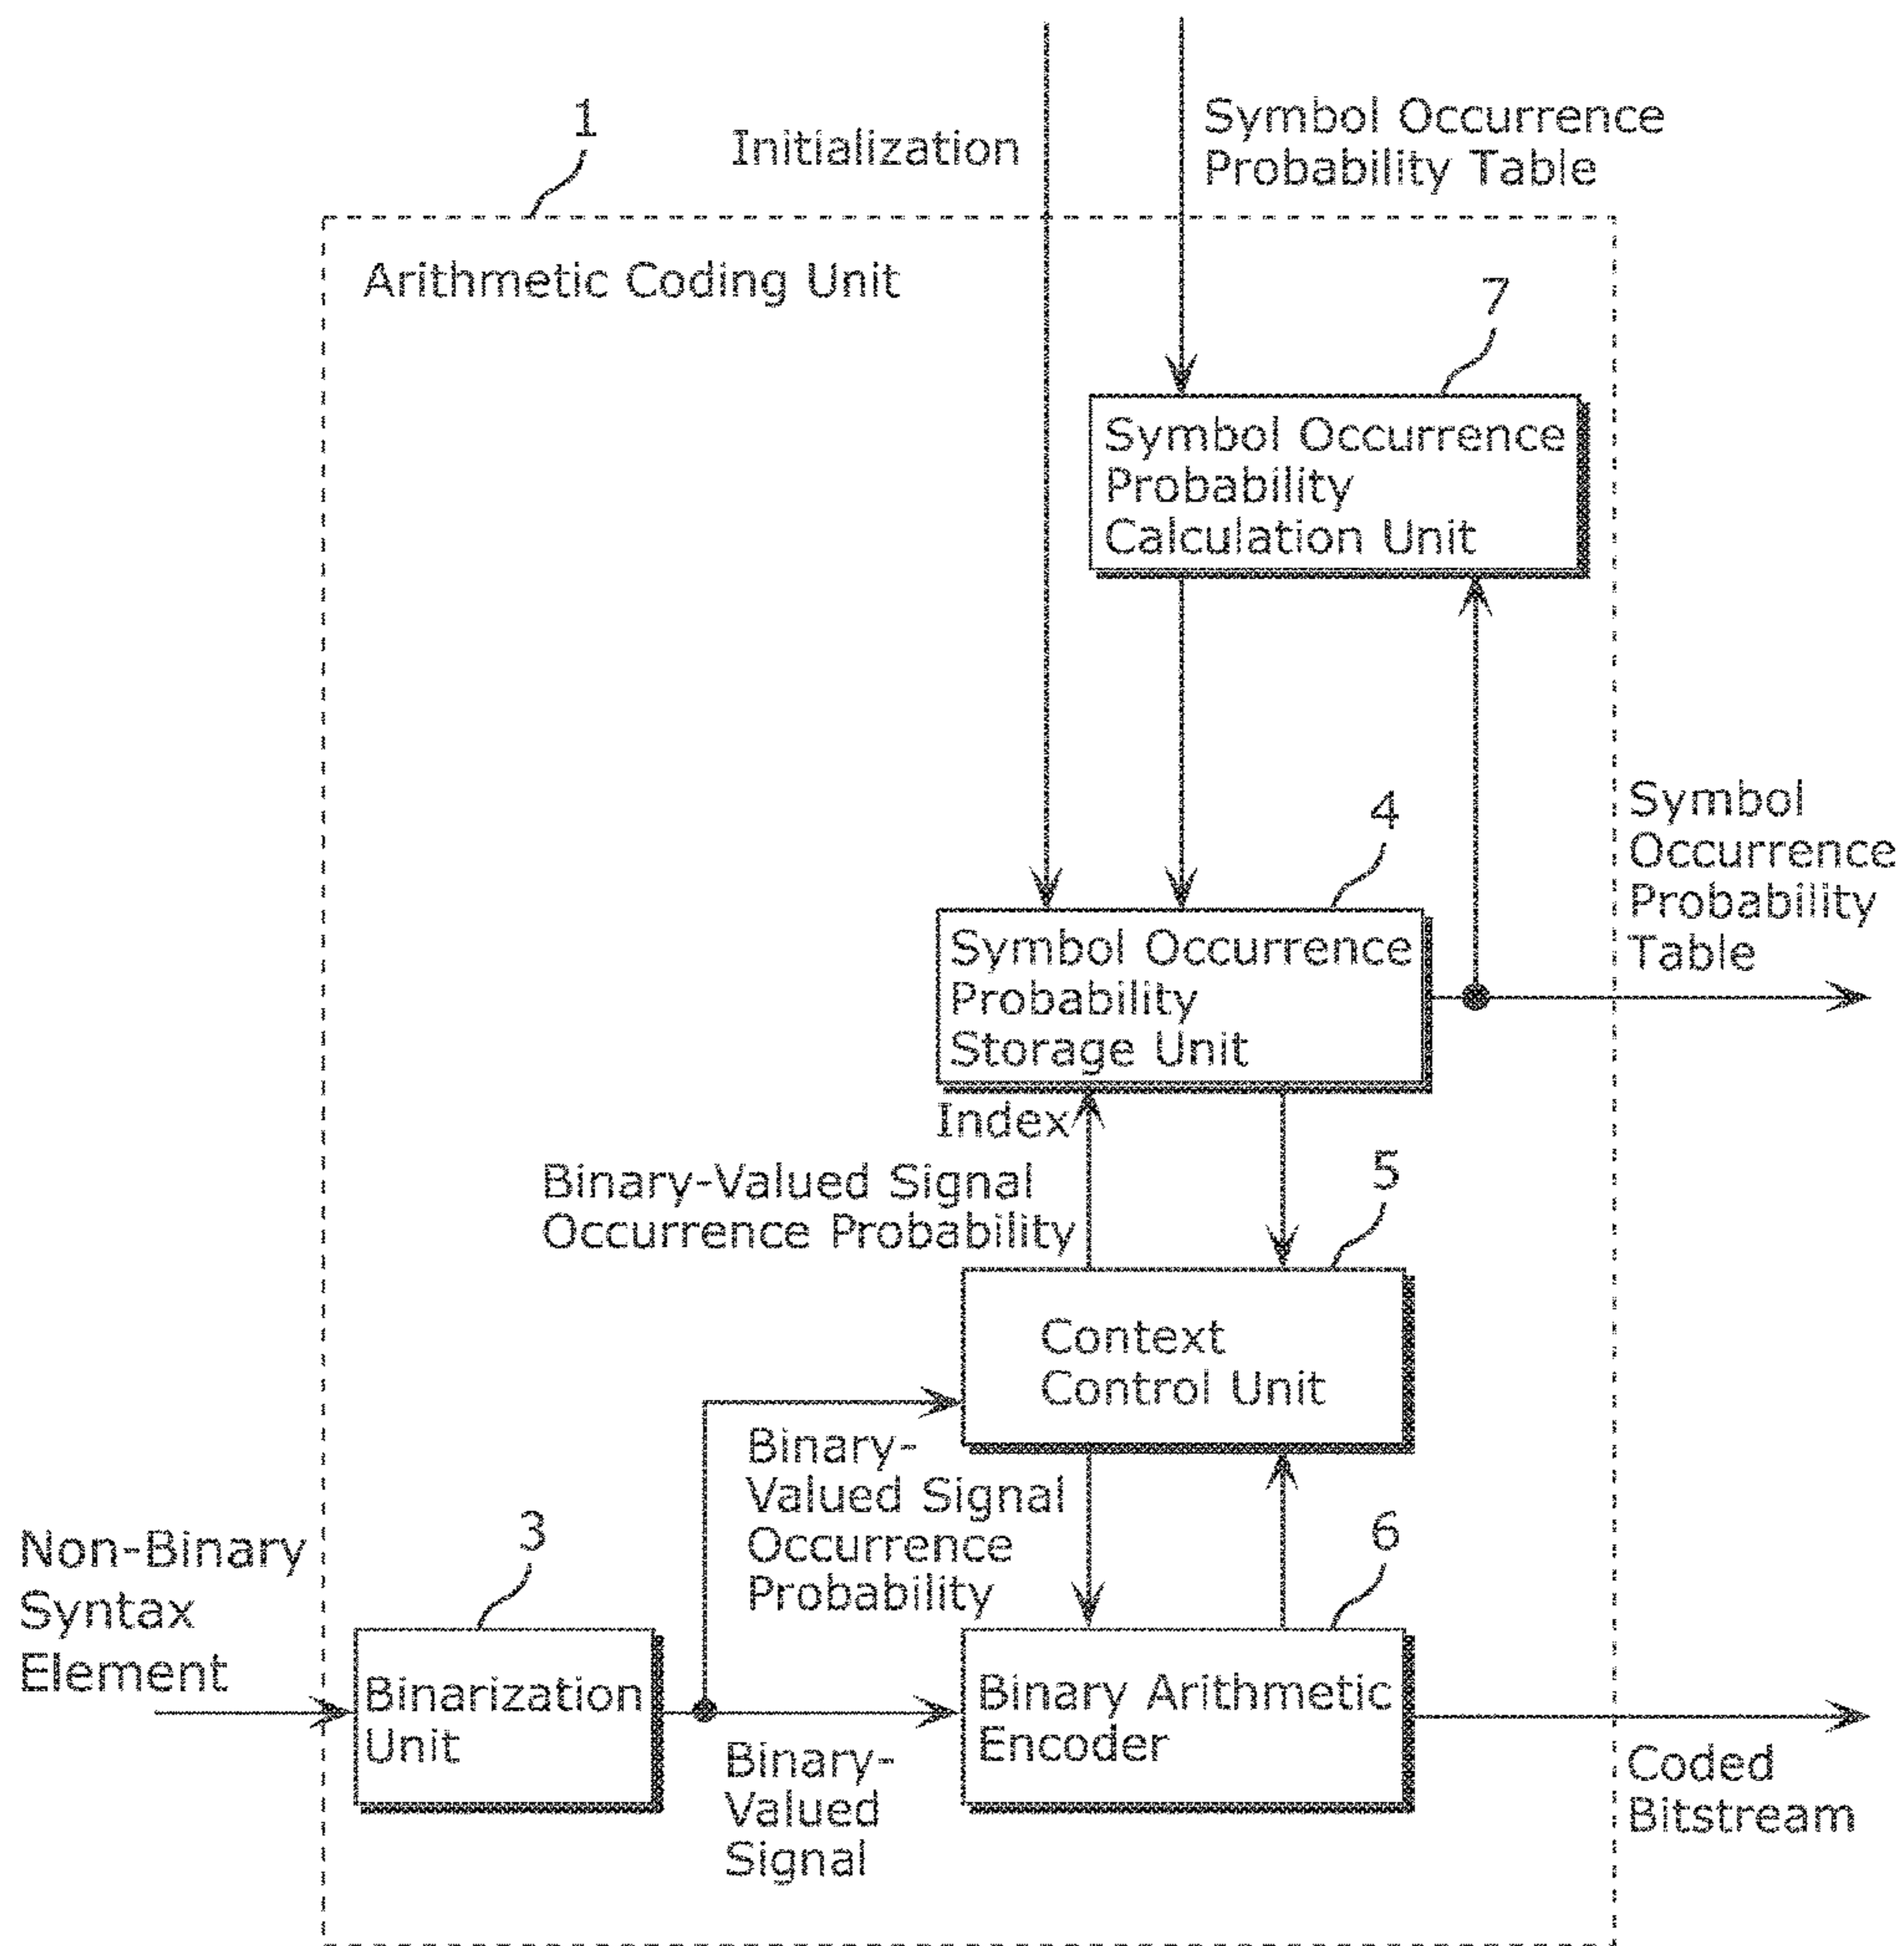 1
Initialization
Symbol Occurrence
Probability Table
Arithmetic Coding Unit
7
Symbol Occurrence
Probability
Calculation Unit
4
Symbol
Occurrence
Probability
Table
Symbol Occurrence
Probability
Storage Unit
Index
Binary-Valued Signal
Occurrence Probability
5
Context
Control Unit
Binary-
Valued Signal
Occurrence
Probability
Non-Binary
Syntax
Element
3
6
Binarization
Unit
Binary Arithmetic
Encoder
Binary-
Valued
Signal
Coded
Bitstream